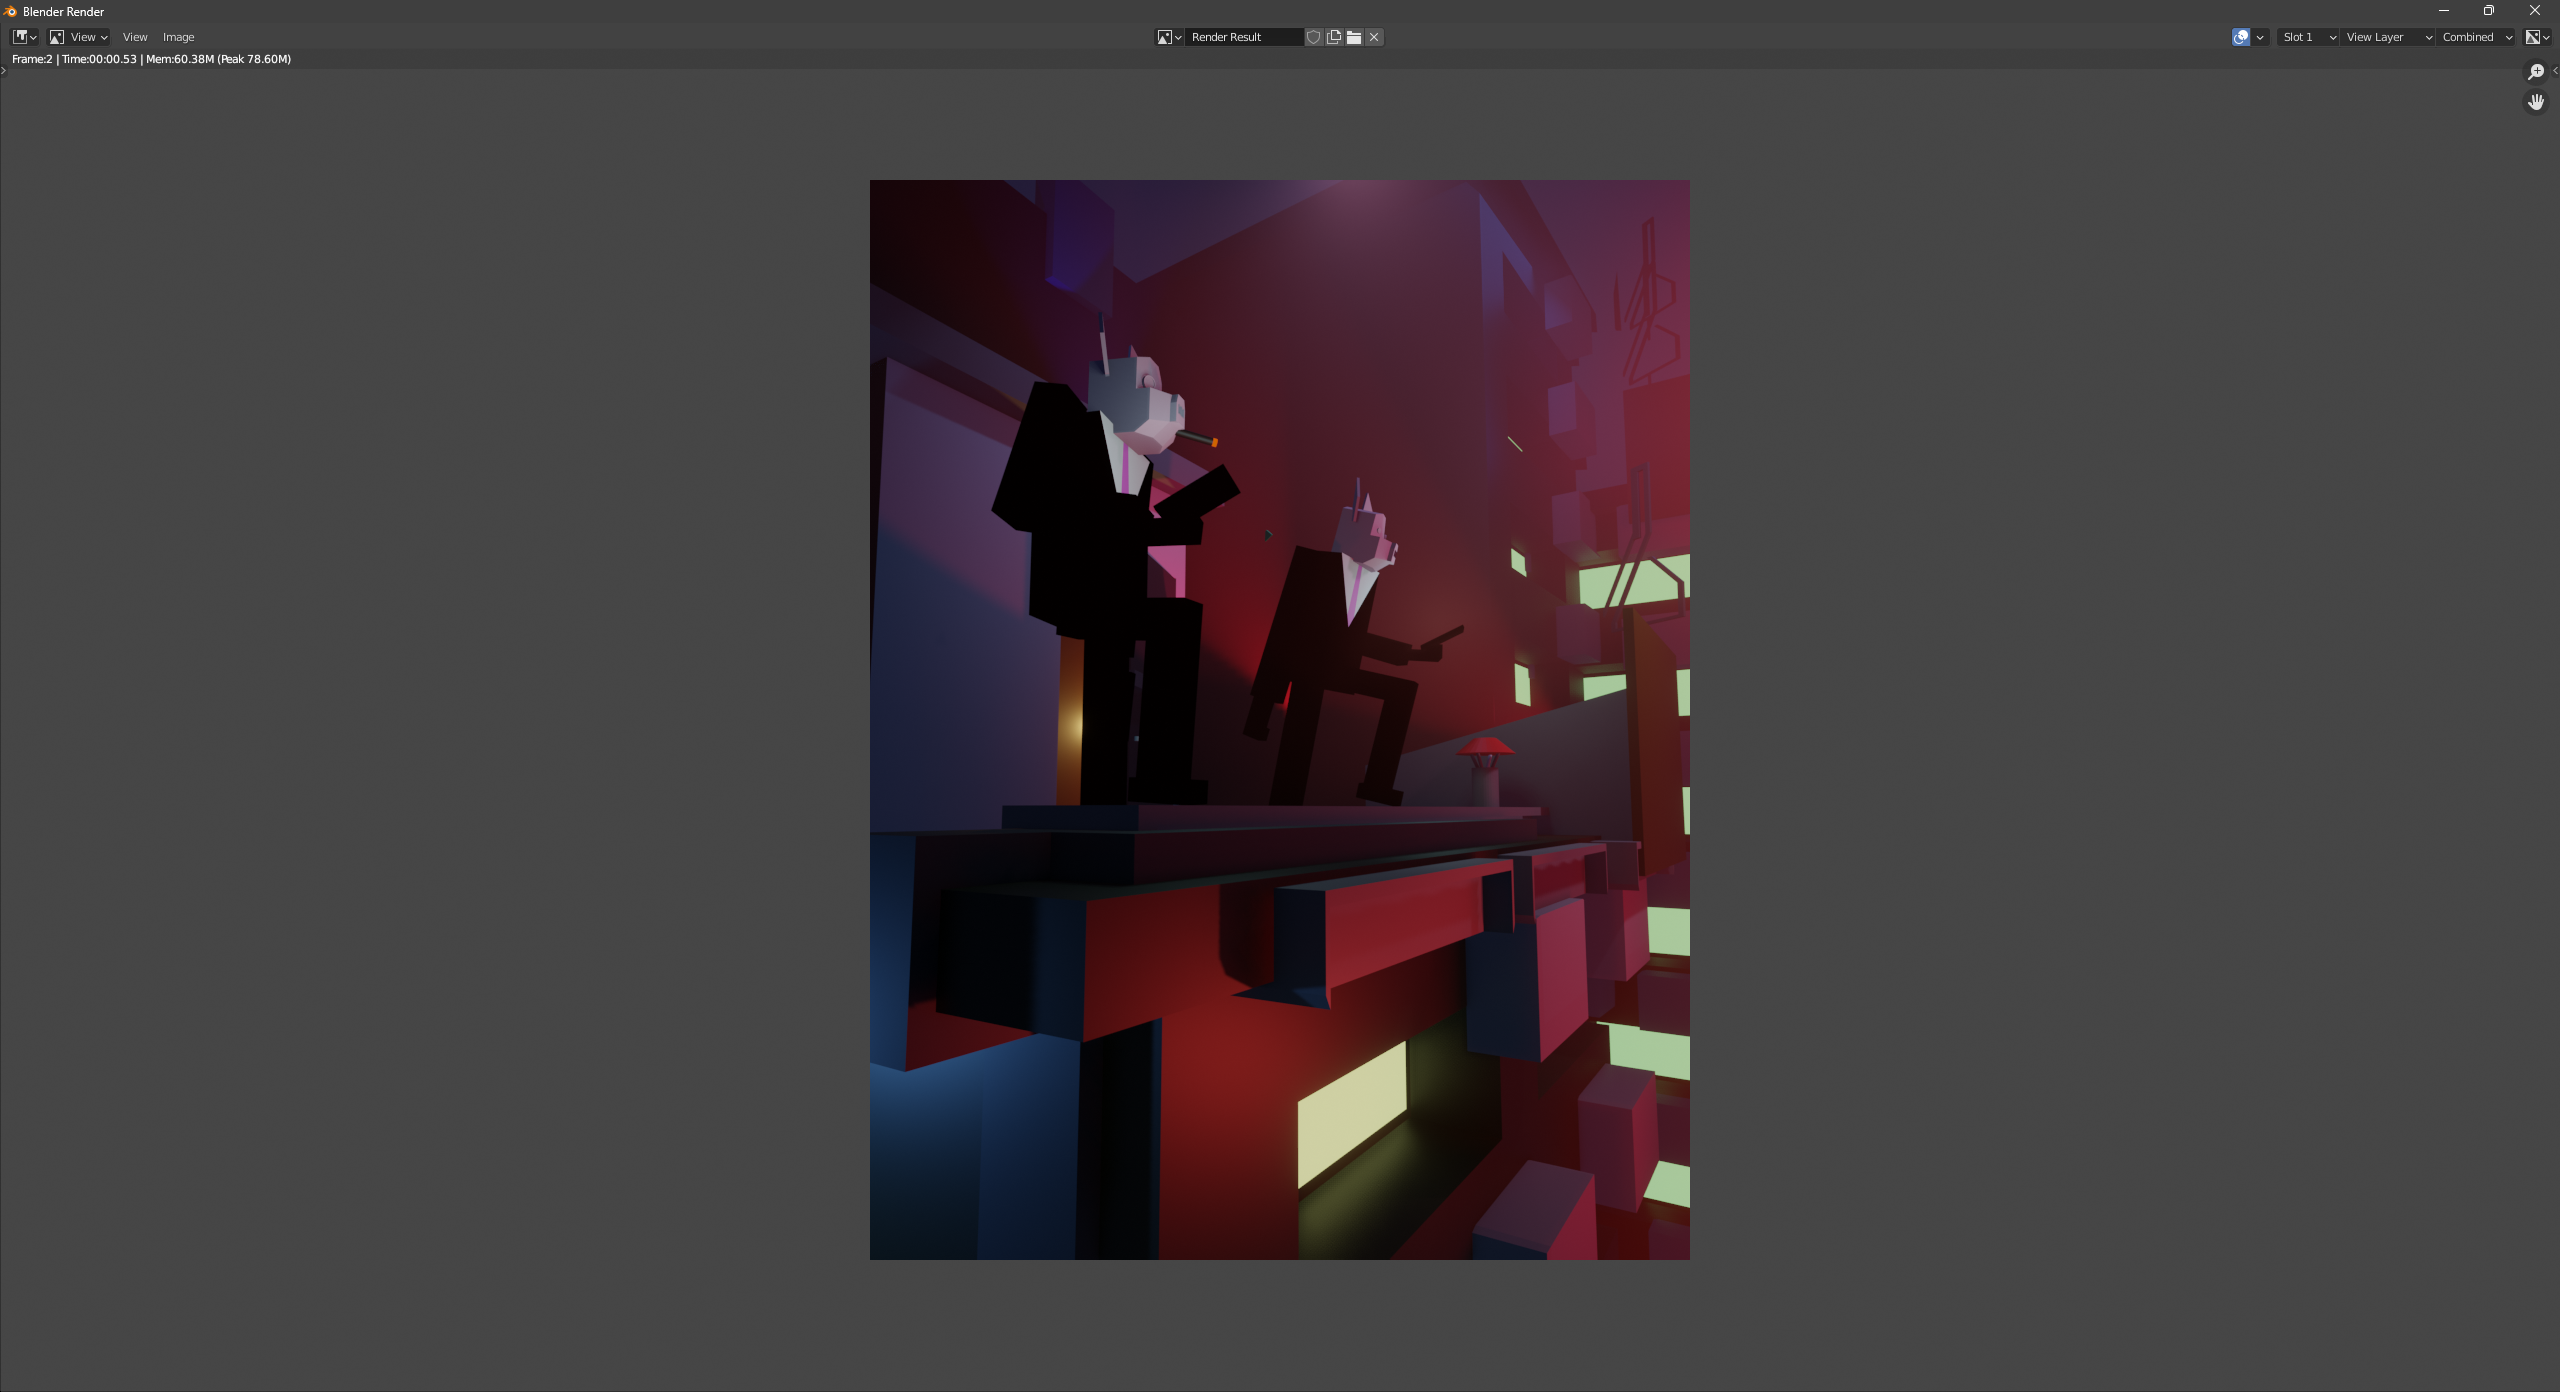 Blender Render
View View Image Render Result Slot 1 View Layer Combined
Frame:2 | Time:00:00.53 | Mem:60.38M (Peak 78.60M)